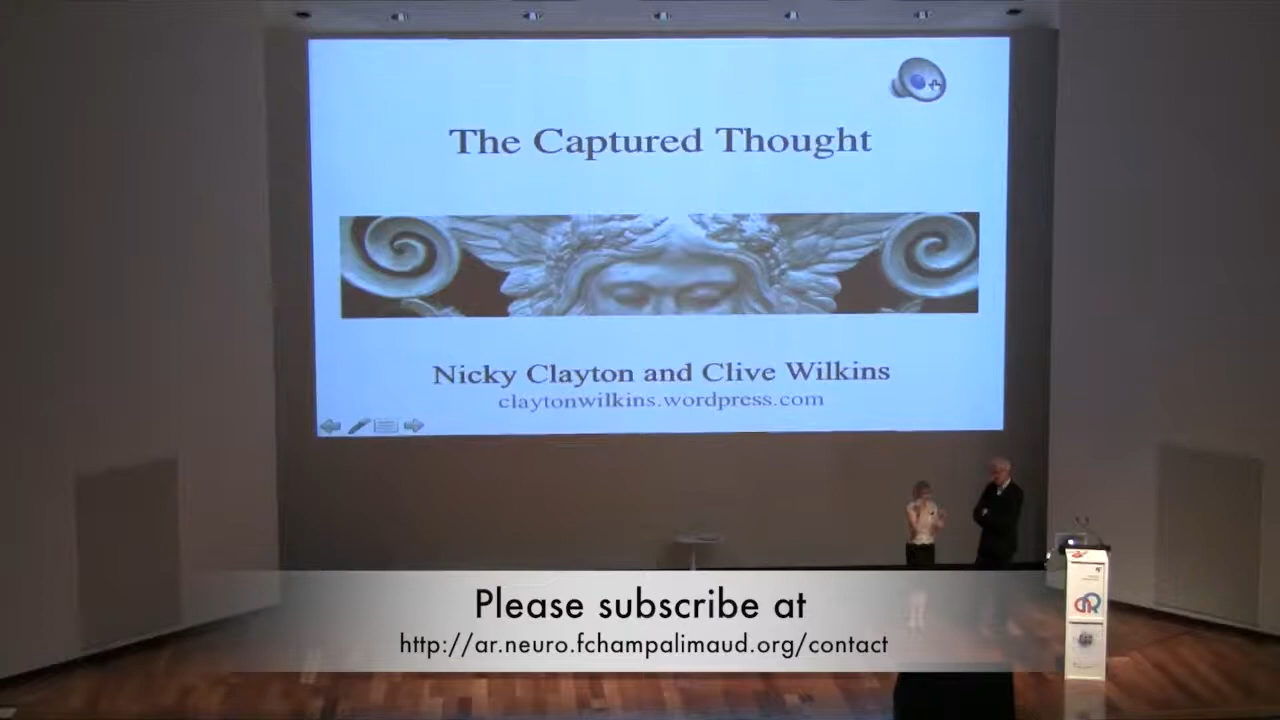 The Captured Thought
Nicky Clayton and Clive Wilkins
claytonwilkins.wordpress.com
Please subscribe at
http://ar.neuro.fchampalimaud.org/contact